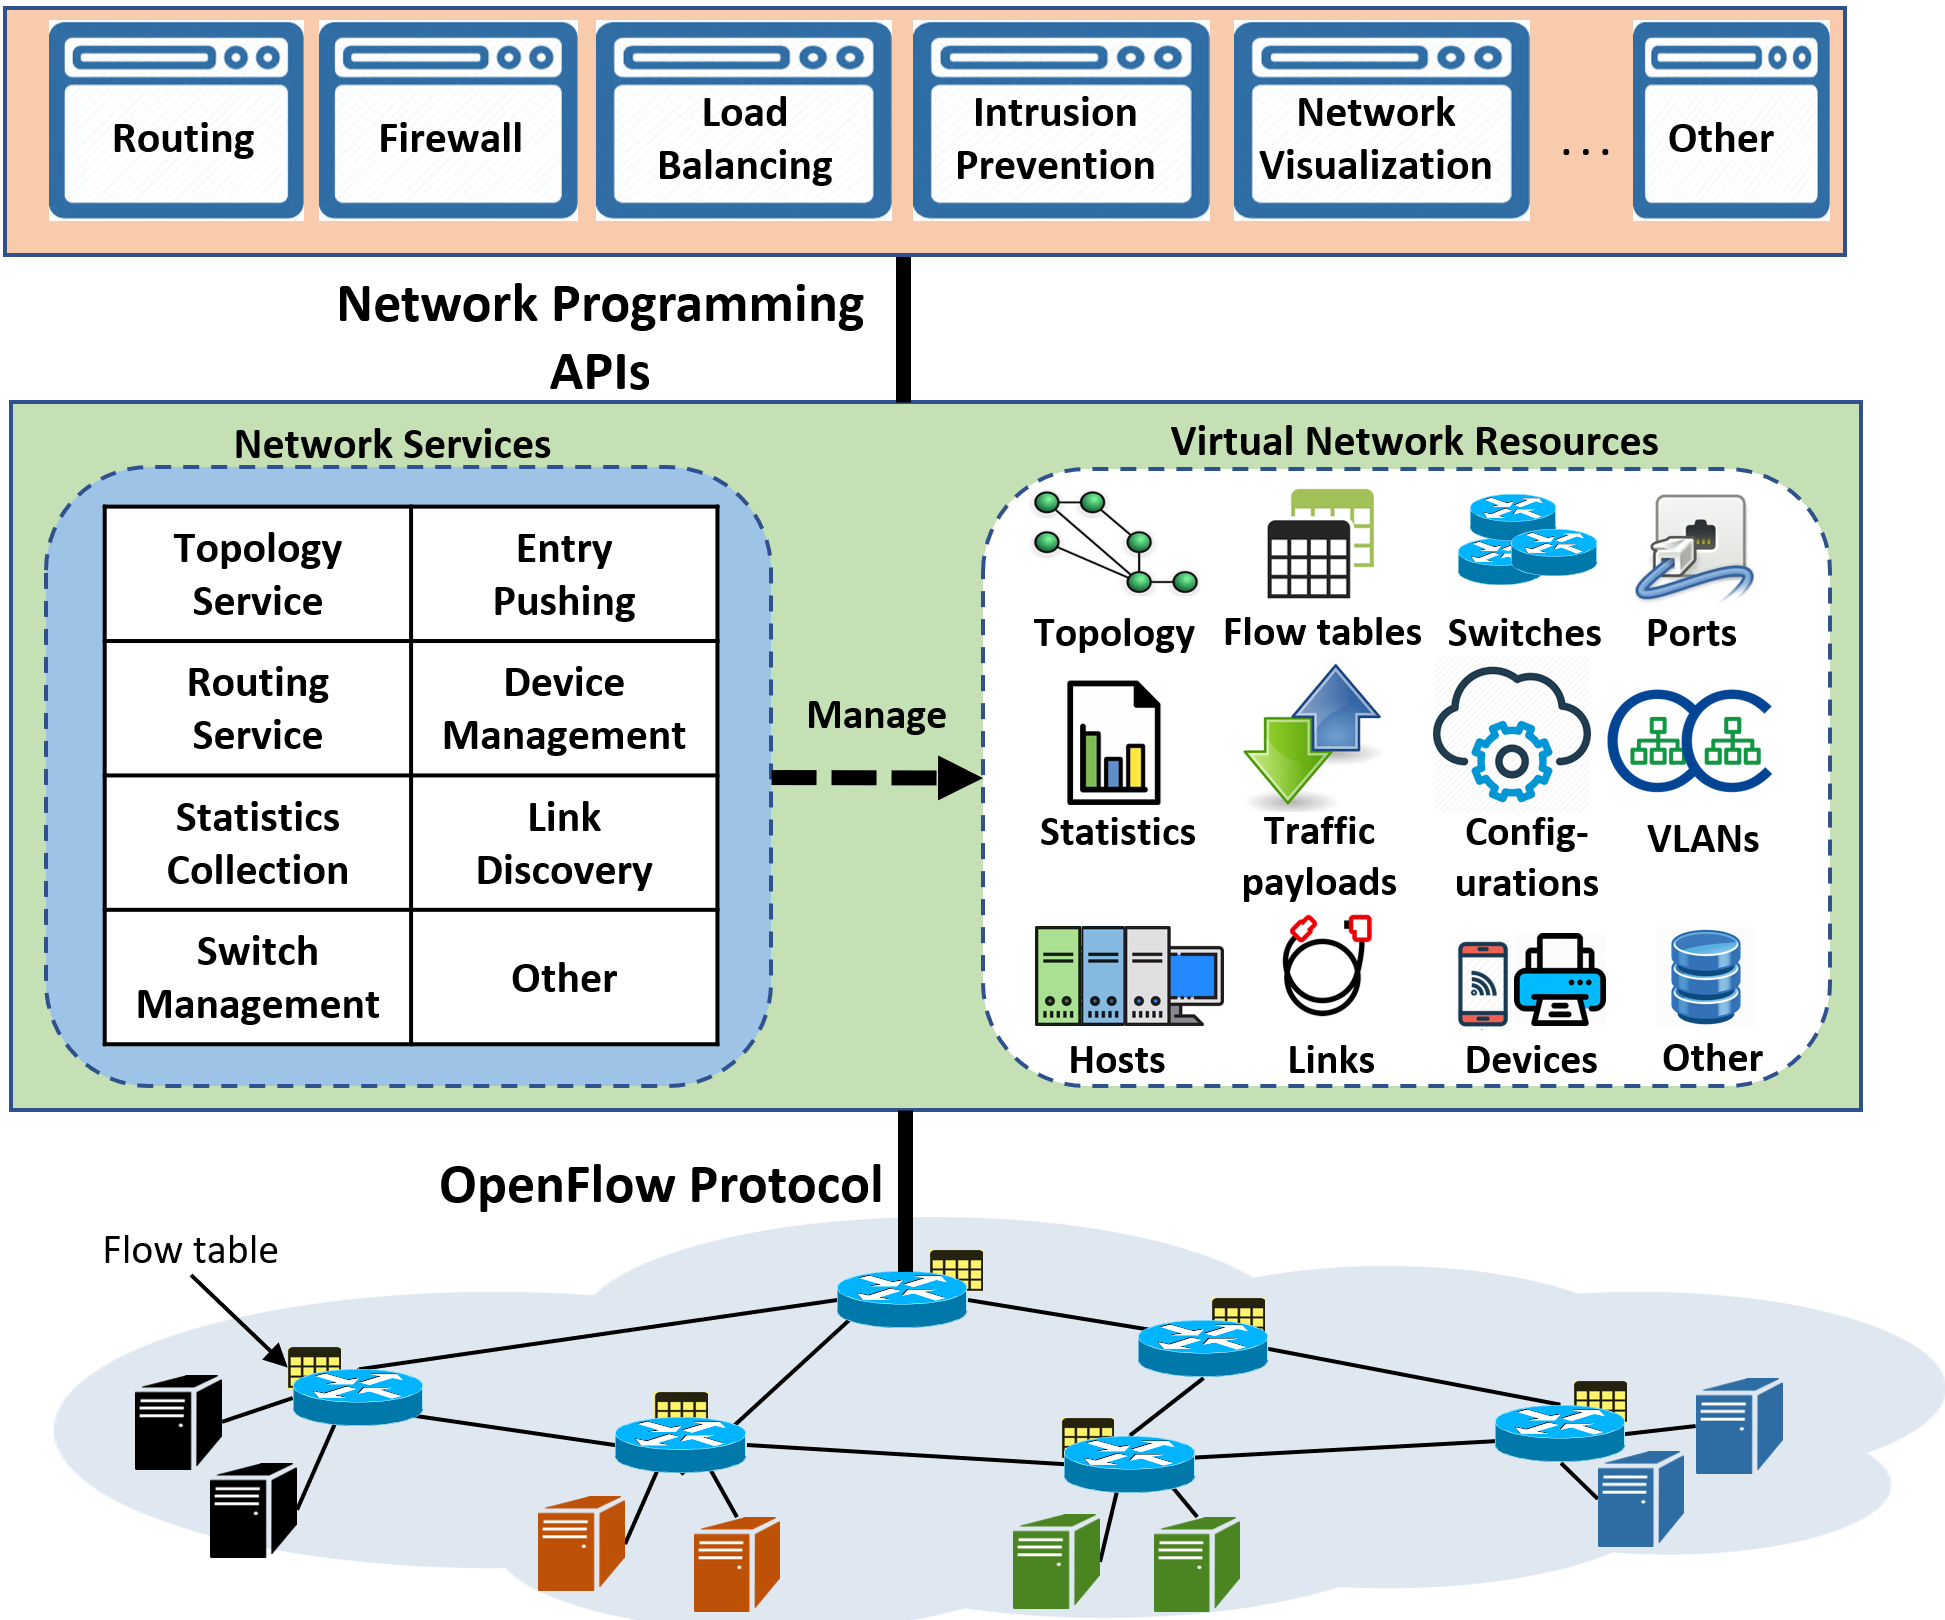 Routing
Firewall
Load
Balancing
Intrusion
Prevention
Network
Visualization
...
Other
Network Programming
APIs
Network Services
Topology
Service
Entry
Pushing
Routing
Service
Device
Management
Statistics
Collection
Link
Discovery
Switch
Management
Other
Manage
Virtual Network Resources
Topology
Flow tables
Switches
Ports
Statistics
Traffic
payloads
Config-
urations
VLANs
Hosts
Links
Devices
Other
OpenFlow Protocol
Flow table